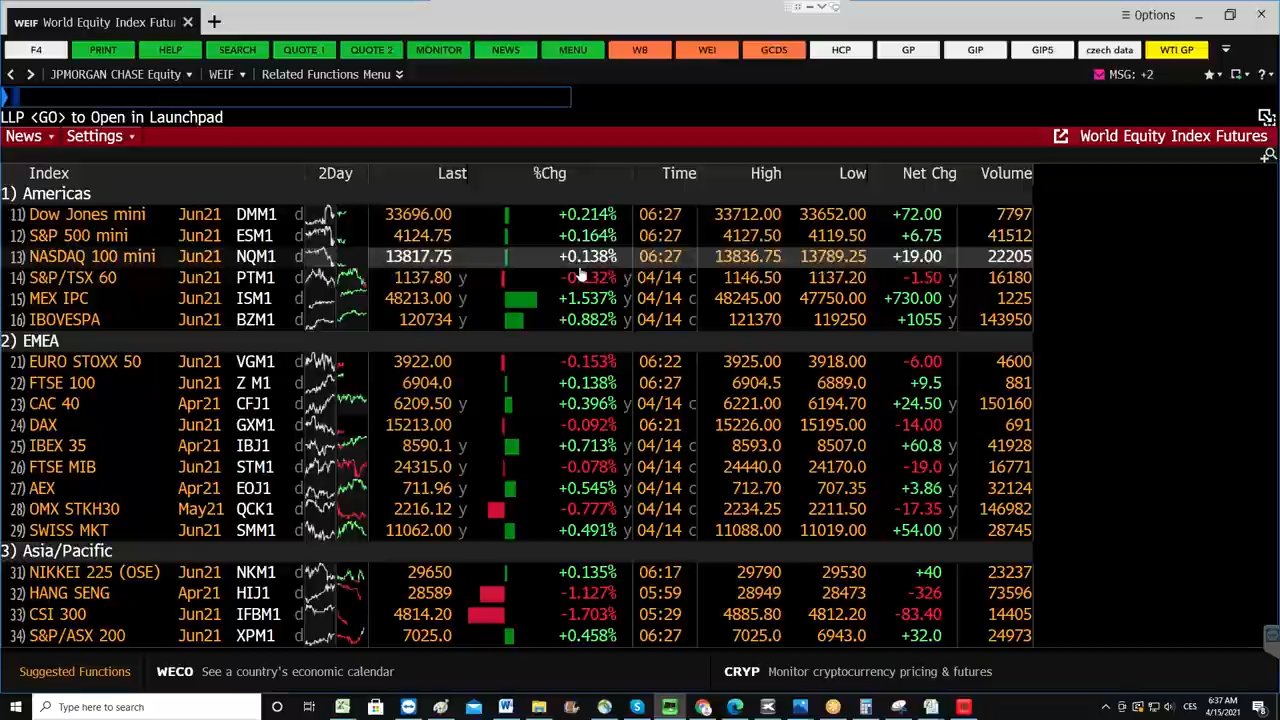 WEIF World Equity Index Futu
Options
F4 PRINT HELP SEARCH QUOTE 1 QUOTE 2 MONITOR NEWS MENU WB WEI GCDS HCP GP GIP GIP5 czech data WTI GP
JPMORGAN CHASE Equity WEIF Related Functions Menu MSG: +2
LLP <GO> to Open in Launchpad
News Settings World Equity Index Futures
Index 2Day Last %Chg Time High Low Net Chg Volume
1) Americas
11) Dow Jones mini Jun21 DMM1 d 33696.00 +0.214% 06:27 33712.00 33652.00 +72.00 7797
12) S&P 500 mini Jun21 ESM1 d 4124.75 +0.164% 06:27 4127.50 4119.50 +6.75 41512
13) NASDAQ 100 mini Jun21 NQM1 d 13817.75 +0.138% 06:27 13836.75 13789.25 +19.00 22205
14) S&P/TSX 60 Jun21 PTM1 d 1137.80 y y 04/14 c 1146.50 1137.20 -1.50 y 16180
15) MEX IPC Jun21 ISM1 d 48213.00 y +1.537% y 04/14 c 48245.00 47750.00 +730.00 y 1225
16) IBOVESPA Jun21 BZM1 d 120734 y +0.882% y 04/14 c 121370 119250 +1055 y 143950
2) EMEA
21) EURO STOXX 50 Jun21 VGM1 d 3922.00 -0.153% 06:22 3925.00 3918.00 -6.00 4600
22) FTSE 100 Jun21 Z M1 d 6904.0 +0.138% 06:27 6904.5 6889.0 +9.5 881
23) CAC 40 Apr21 CFJ1 d 6209.50 y +0.396% y 04/14 c 6221.00 6194.70 +24.50 y 150160
24) DAX Jun21 GXM1 d 15213.00 -0.092% 06:21 15226.00 15195.00 -14.00 691
25) IBEX 35 Apr21 IBJ1 d 8590.1 y +0.713% y 04/14 c 8593.0 8507.0 +60.8 y 41928
26) FTSE MIB Jun21 STM1 d 24315.0 y -0.078% y 04/14 c 24440.0 24170.0 -19.0 y 16771
27) AEX Apr21 EOJ1 d 711.96 y +0.545% y 04/14 c 712.70 707.35 +3.86 y 32124
28) OMX STKH30 May21 QCK1 d 2216.12 y -0.777% y 04/14 c 2234.25 2211.50 -17.35 y 146982
29) SWISS MKT Jun21 SMM1 d 11062.00 y +0.491% y 04/14 c 11088.00 11019.00 +54.00 y 28745
3) Asia/Pacific
31) NIKKEI 225 (OSE) Jun21 NKM1 d 29650 +0.135% 06:17 29790 29530 +40 23237
32) HANG SENG Apr21 HIJ1 d 28589 -1.127% 05:59 28949 28473 -326 73596
33) CSI 300 Jun21 IFBM1 d 4814.20 -1.703% 05:29 4885.80 4812.20 -83.40 14405
34) S&P/ASX 200 Jun21 XPM1 d 7025.0 +0.458% 06:27 7025.0 6943.0 +32.0 24973
Suggested Functions WECO See a country's economic calendar CRYP Monitor cryptocurrency pricing & futures
Type here to search
CES 6:37 AM
4/15/2021